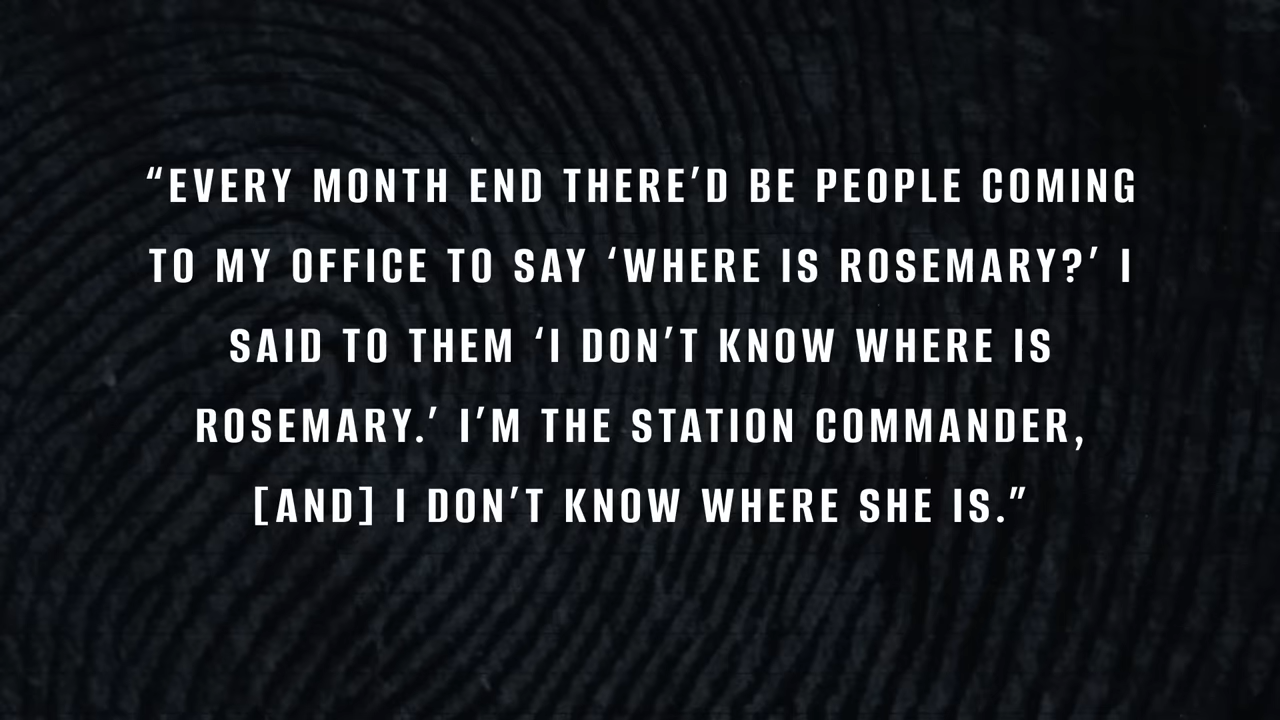 “EVERY MONTH END THERE’D BE PEOPLE COMING
TO MY OFFICE TO SAY ‘WHERE IS ROSEMARY?’ I
SAID TO THEM ‘I DON’T KNOW WHERE IS
ROSEMARY.’ I’M THE STATION COMMANDER,
[AND] I DON’T KNOW WHERE SHE IS.”